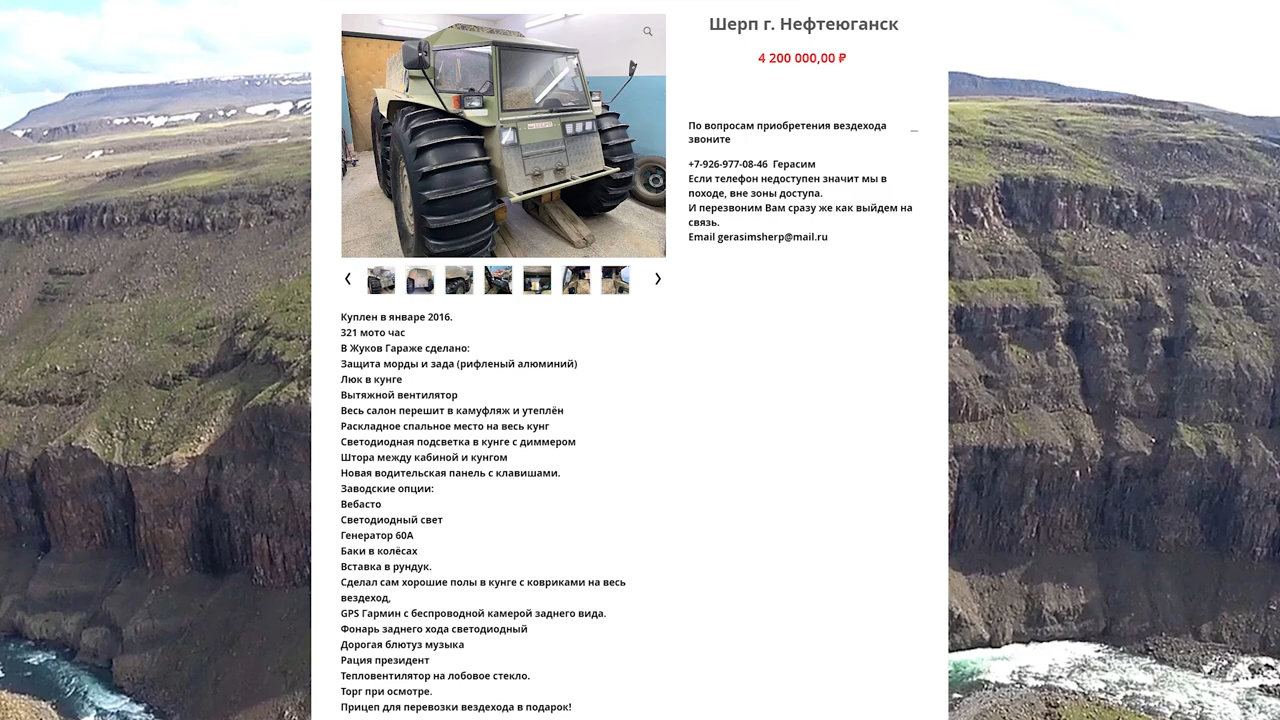 Шерп г. Нефтеюганск
4 200 000,00 ₽
По вопросам приобретения вездехода
звоните
+7-926-977-08-46 Герасим
Если телефон недоступен значит мы в
походе, вне зоны доступа.
И перезвоним Вам сразу же как выйдем на
связь.
Email gerasimsherp@mail.ru
Куплен в январе 2016.
321 мото час
В Жуков Гараже сделано:
Защита морды и зада (рифленый алюминий)
Люк в кунге
Вытяжной вентилятор
Весь салон перешит в камуфляж и утеплён
Раскладное спальное место на весь кунг
Светодиодная подсветка в кунге с диммером
Штора между кабиной и кунгом
Новая водительская панель с клавишами.
Заводские опции:
Вебасто
Светодиодный свет
Генератор 60А
Баки в колёсах
Вставка в рундук.
Сделал сам хорошие полы в кунге с ковриками на весь
вездеход,
GPS Гармин с беспроводной камерой заднего вида.
Фонарь заднего хода светодиодный
Дорогая блютуз музыка
Рация президент
Тепловентилятор на лобовое стекло.
Торг при осмотре.
Прицеп для перевозки вездехода в подарок!